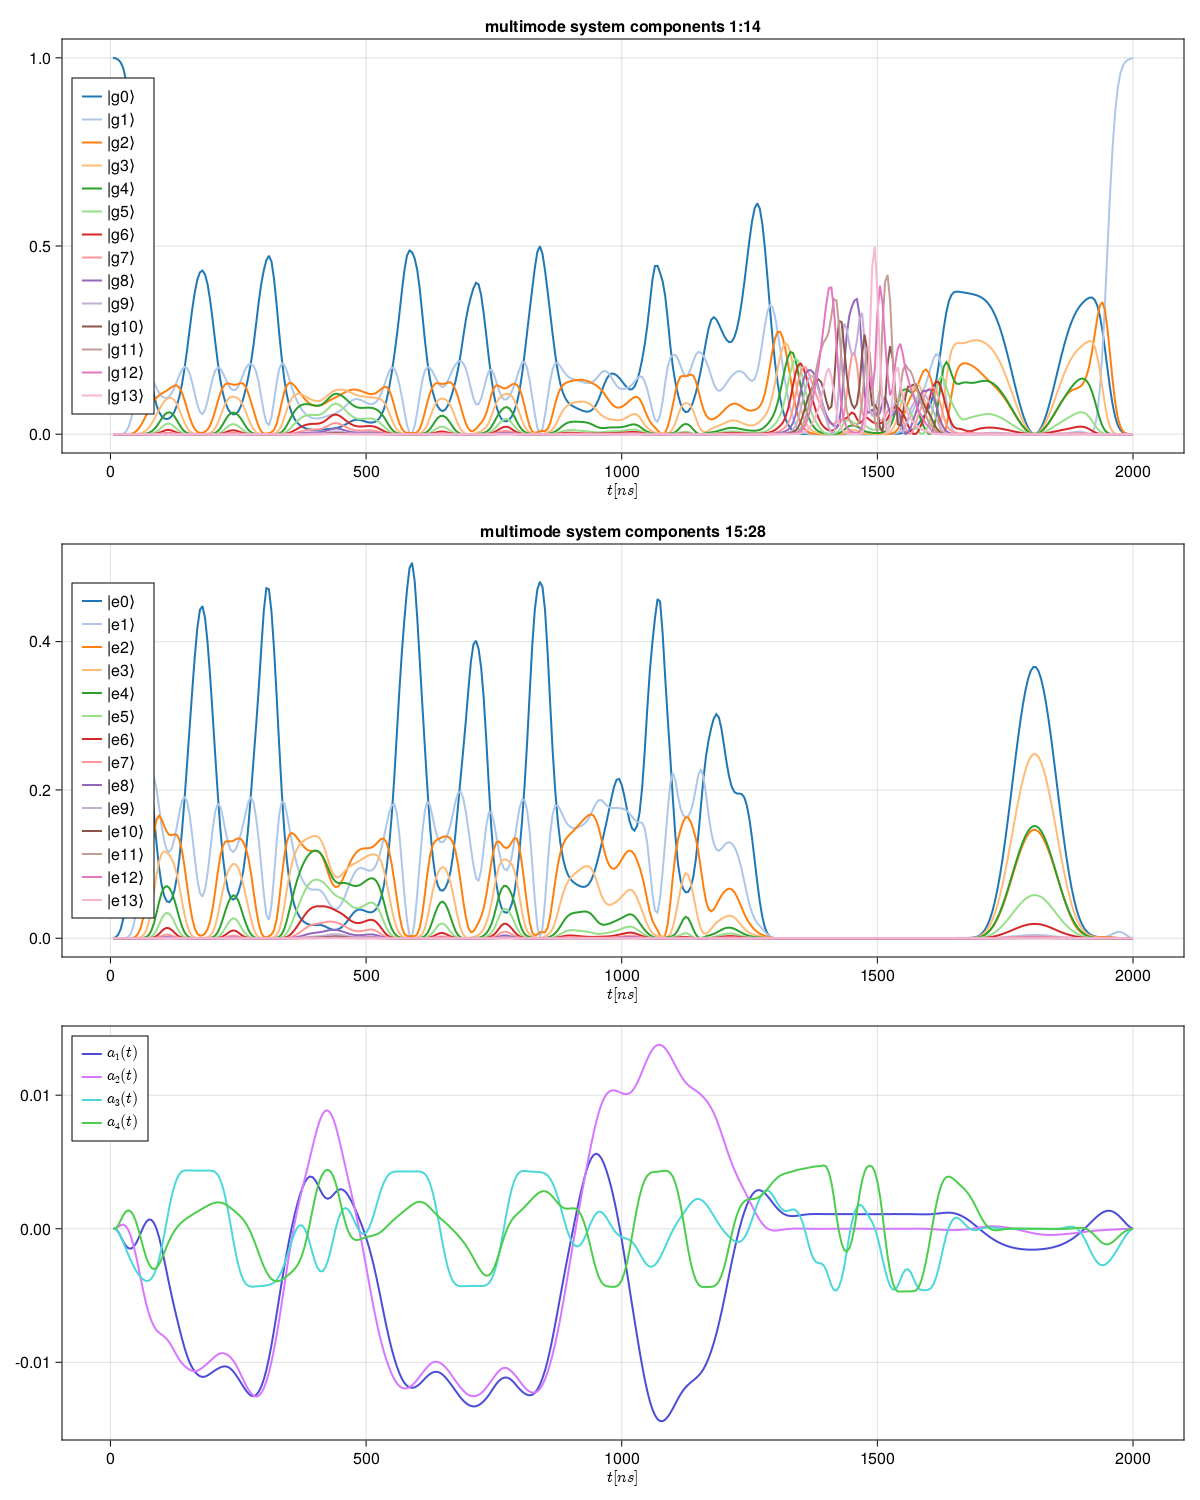 multimode system components 1:14
1.0
0.5
0.0
|g0⟩
|g1⟩
|g2⟩
|g3⟩
|g4⟩
|g5⟩
|g6⟩
|g7⟩
|g8⟩
|g9⟩
|g10⟩
|g11⟩
|g12⟩
|g13⟩
0 500 1000 1500 2000
t[ns]
multimode system components 15:28
0.4
0.2
0.0
|e0⟩
|e1⟩
|e2⟩
|e3⟩
|e4⟩
|e5⟩
|e6⟩
|e7⟩
|e8⟩
|e9⟩
|e10⟩
|e11⟩
|e12⟩
|e13⟩
0 500 1000 1500 2000
t[ns]
0.01
0.00
-0.01
a₁(t)
a₂(t)
a₃(t)
a₄(t)
0 500 1000 1500 2000
t[ns]